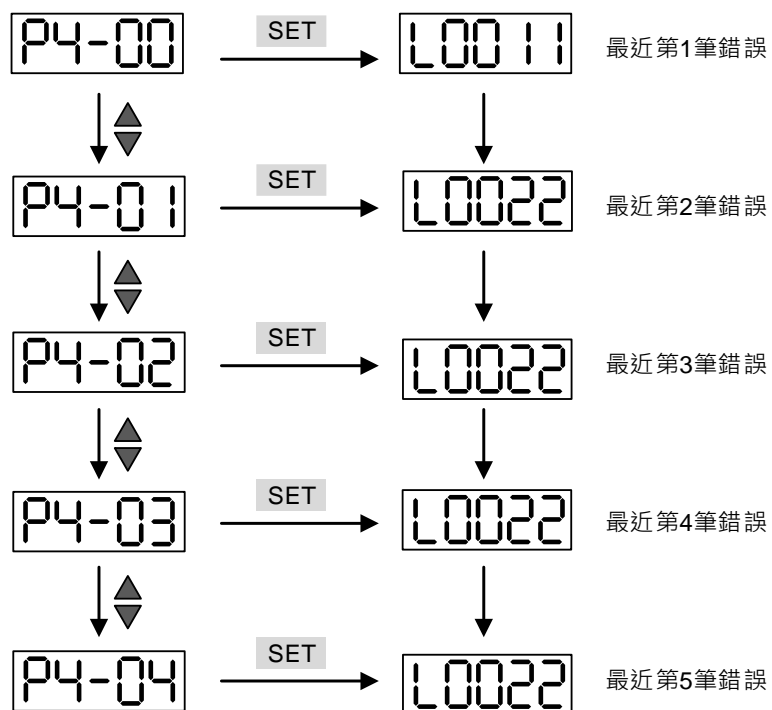 P4-00 SET L0011 最近第1筆錯誤
P4-01 SET L0022 最近第2筆錯誤
P4-02 SET L0022 最近第3筆錯誤
P4-03 SET L0022 最近第4筆錯誤
P4-04 SET L0022 最近第5筆錯誤